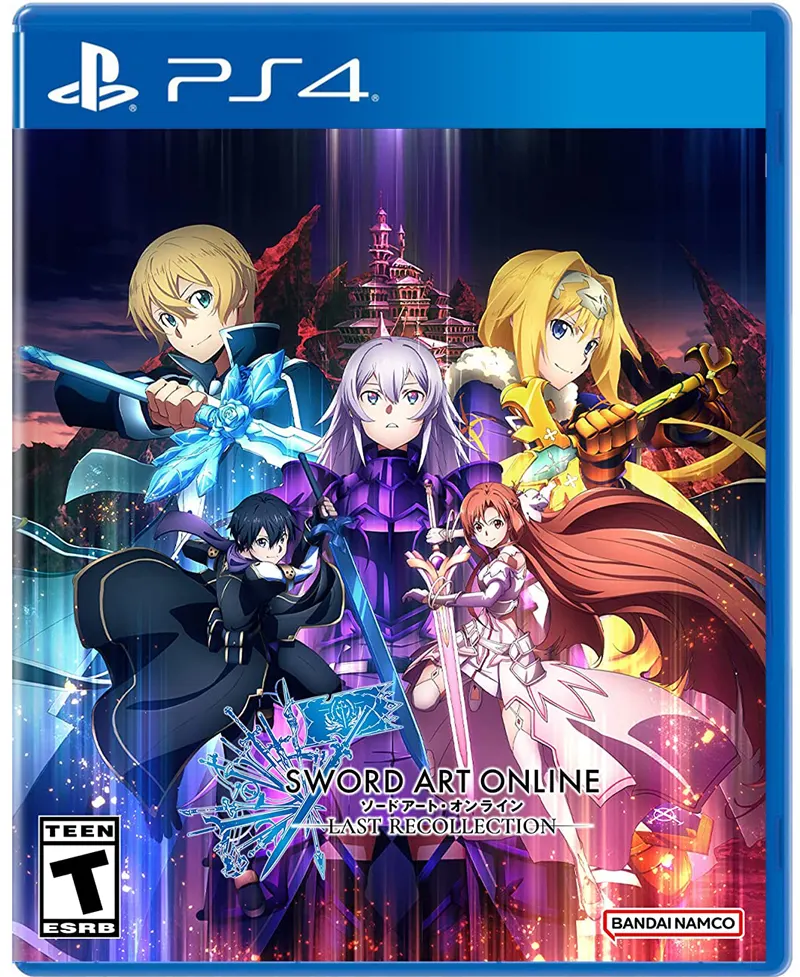 PS4
SWORD ART ONLINE
ソードアート・オンライン
LAST RECOLLECTION
TEEN
T
ESRB
BANDAI NAMCO